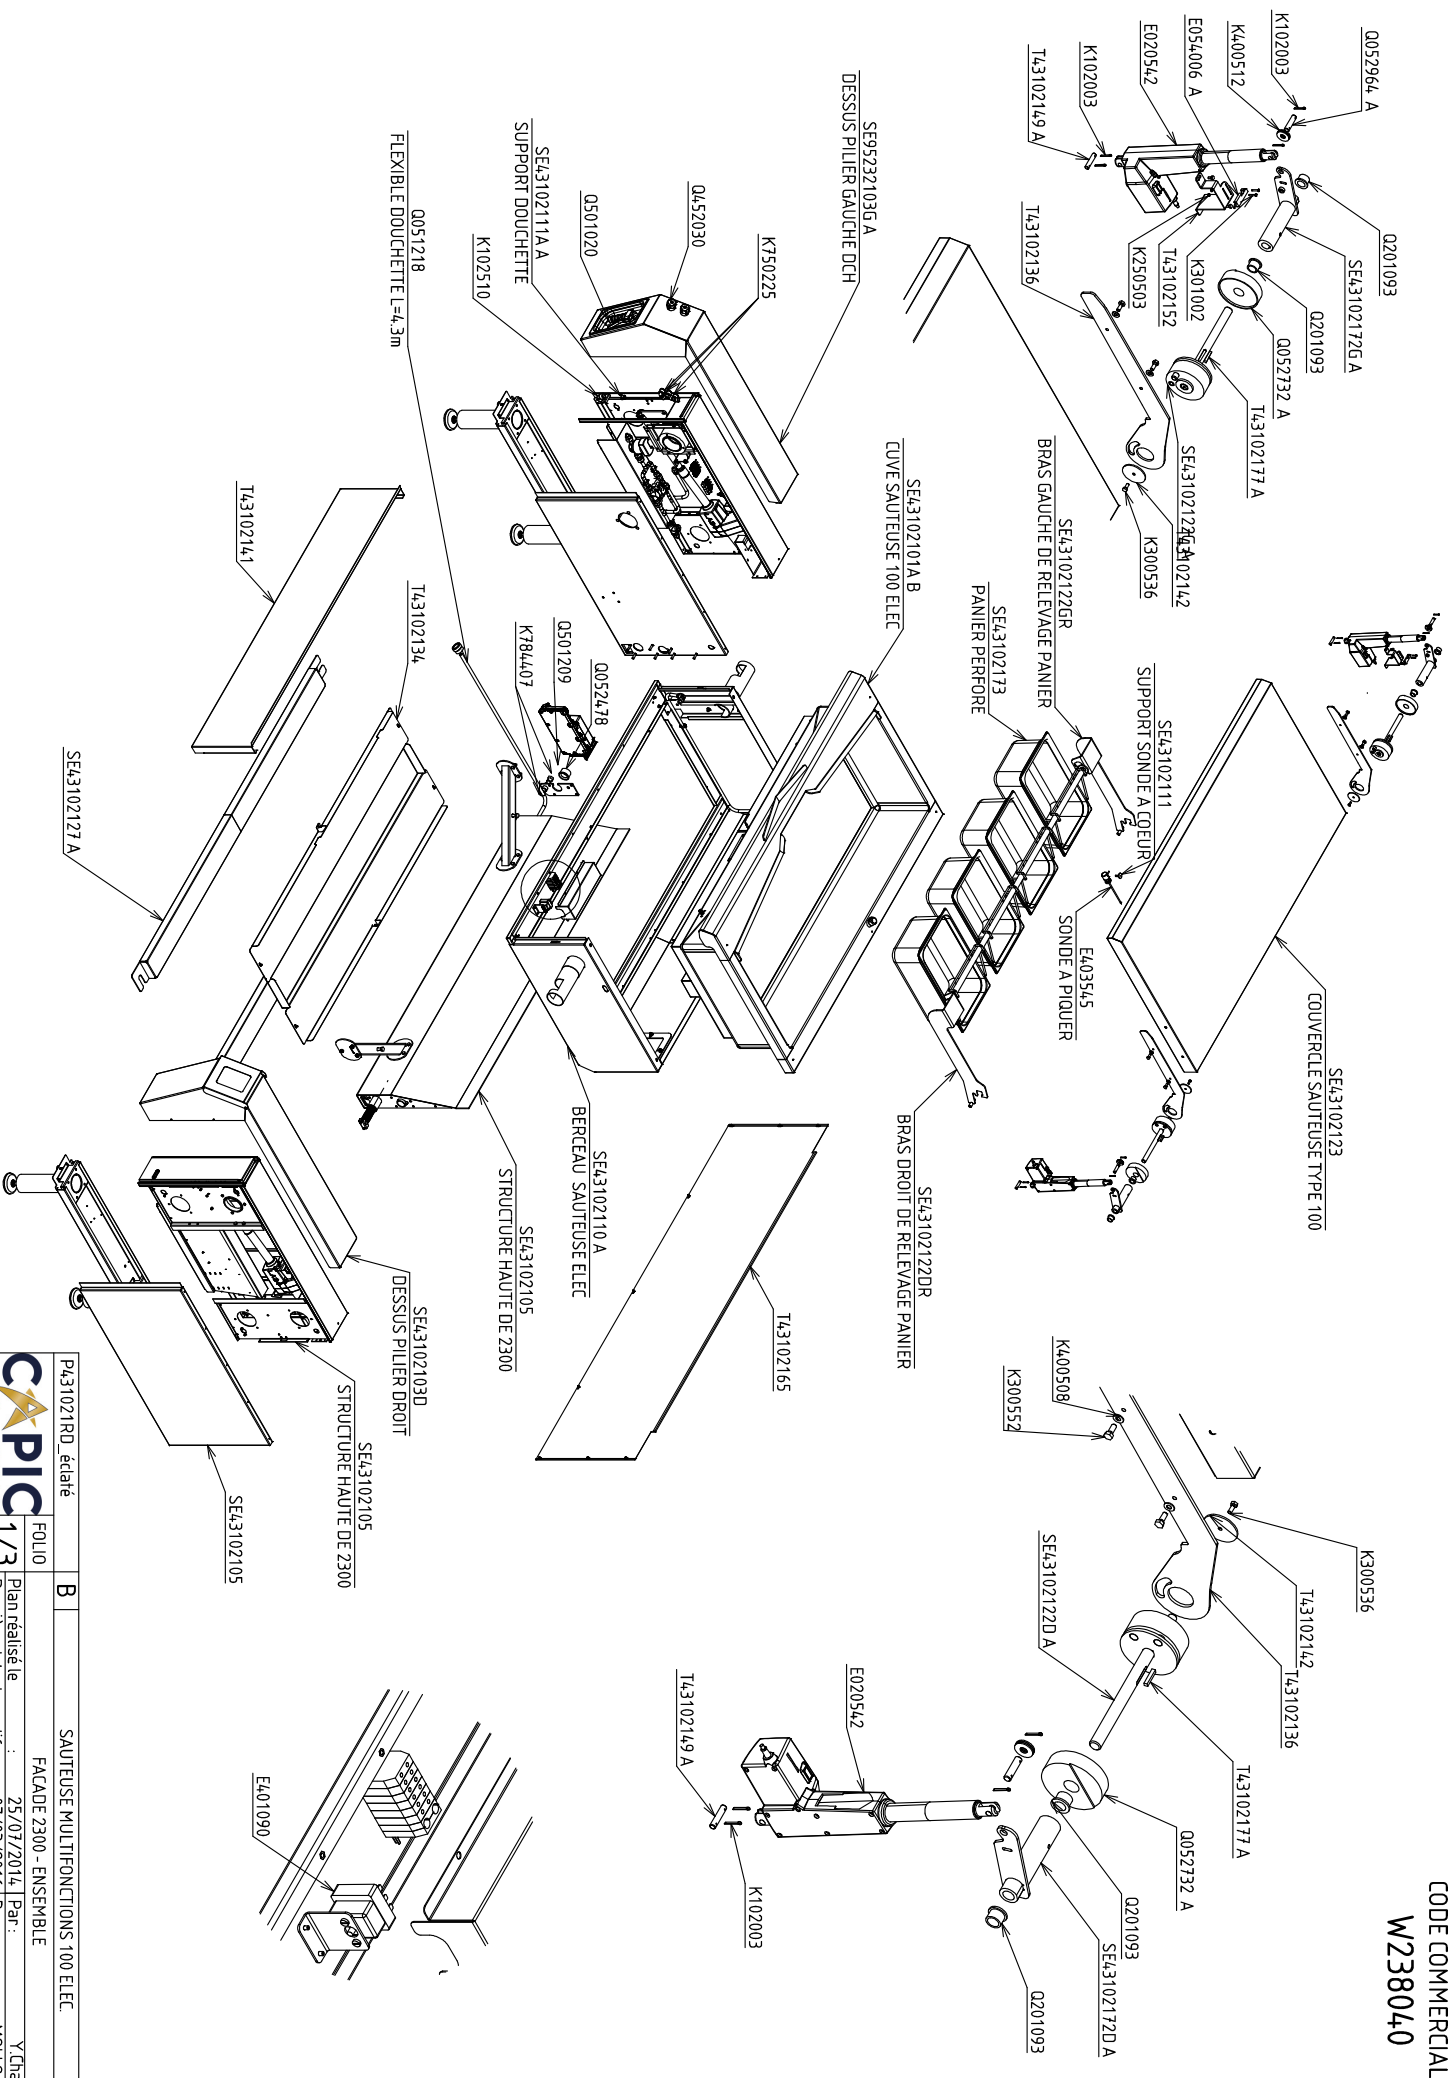 CODE COMMERCIAL
W238040
Q052964 A
K102003
K400512
E054006 A
E020542
K102003
T43102149 A
Q201093
SE43102172G A
Q201093
Q052732 A
T43102177 A
K301002
T43102152
K250503
T43102136
T43102142
K300536
SE95232103G A
DESSUS PILIER GAUCHE DCH
K750225
Q452030
Q501020
SE43102111A A
SUPPORT DOUCHETTE
K102510
Q051218
FLEXIBLE DOUCHETTE L=4.3m
SE43102101A B
CUVE SAUTEUSE 100 ELEC
SE43102122GR
BRAS GAUCHE DE RELEVAGE PANIER
SE43102173
PANIER PERFORE
SE43102111
SUPPORT SONDE A COEUR
E403545
SONDE A PIQUER
SE43102123
COUVERCLE SAUTEUSE TYPE 100
SE43102122DR
BRAS DROIT DE RELEVAGE PANIER
T43102165
Q052478
Q501209
K784407
T43102141
T43102134
SE43102127 A
SE43102110 A
BERCEAU SAUTEUSE ELEC
SE43102105
STRUCTURE HAUTE DE 2300
SE43102103D
DESSUS PILIER DROIT
SE43102105
STRUCTURE HAUTE DE 2300
SE43102105
K400508
K300552
K300536
T43102142
T43102136
SE43102122D A
T43102177 A
Q052732 A
Q201093
SE43102172D A
Q201093
E020542
T43102149 A
K102003
E401090
P431021RD_éclaté
B
SAUTEUSE MULTIFONCTIONS 100 ELEC.
CAPIC
FOLIO
1/3
FACADE 2300 - ENSEMBLE
Plan réalisé le : 25/07/2014 Par :